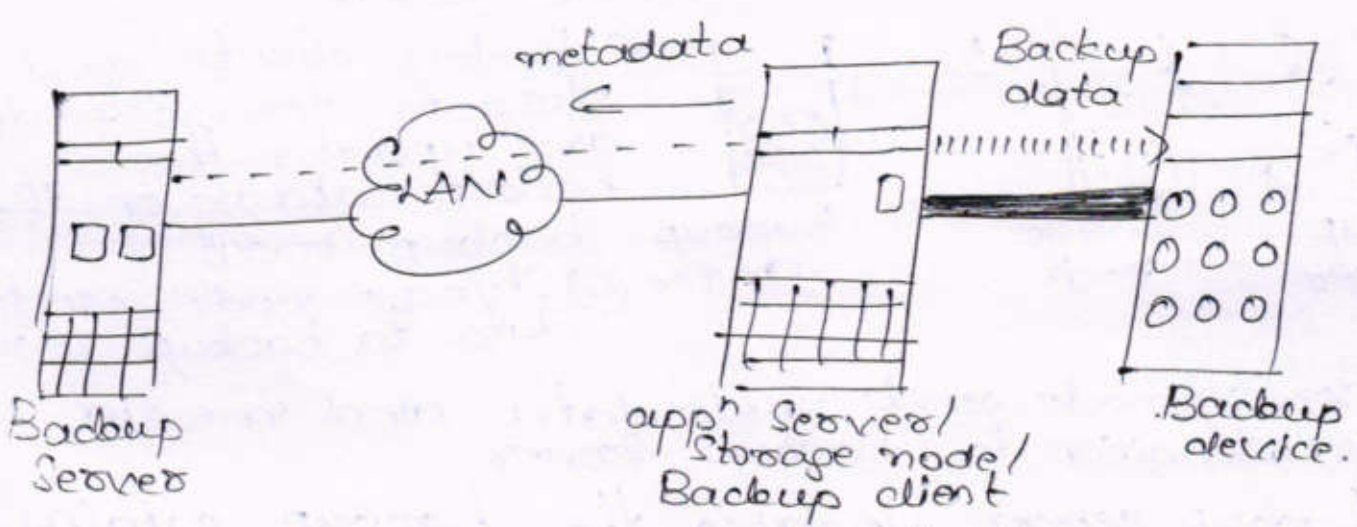 metadata
Backup
data
LAN
Backup
Server
appⁿ Server/
Storage node/
Backup client
Backup
device